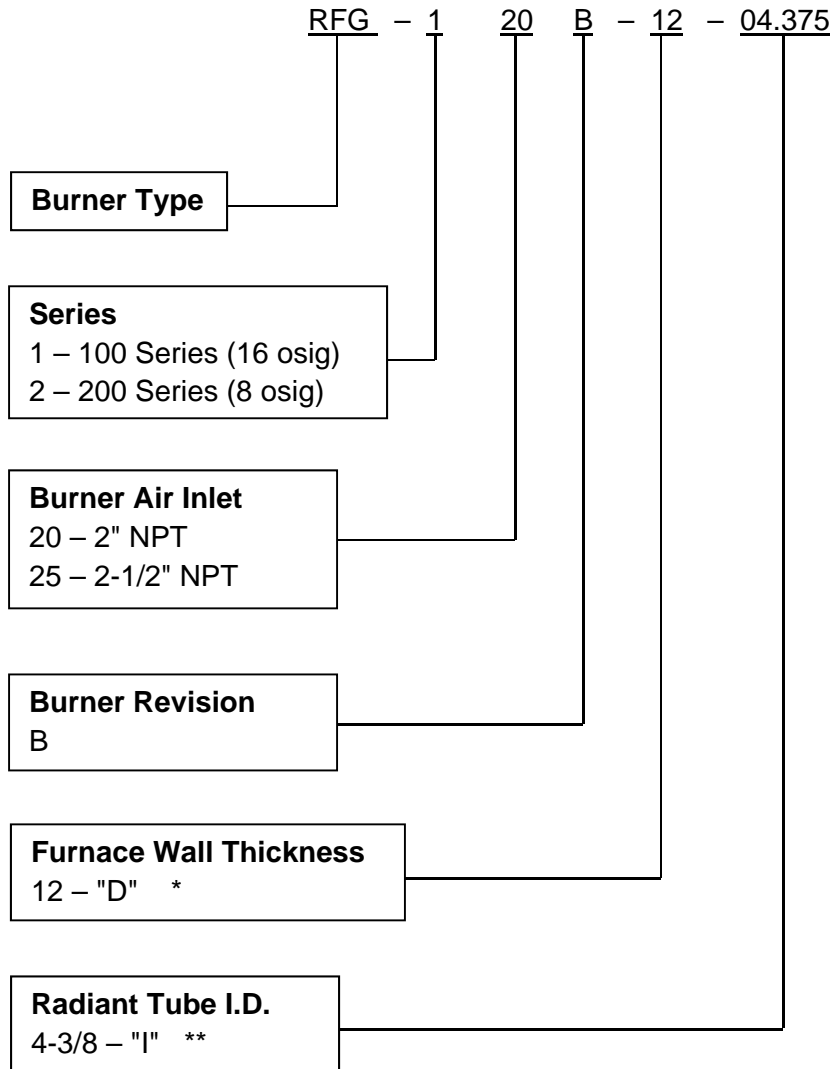 RFG – 1 20 B – 12 - 04.375
Burner Type
Series
1 – 100 Series (16 osig)
2 – 200 Series (8 osig)
Burner Air Inlet
20 – 2" NPT
25 – 2-1/2" NPT
Burner Revision
B
Furnace Wall Thickness
12 – "D" *
Radiant Tube I.D.
4-3/8 – "I" **